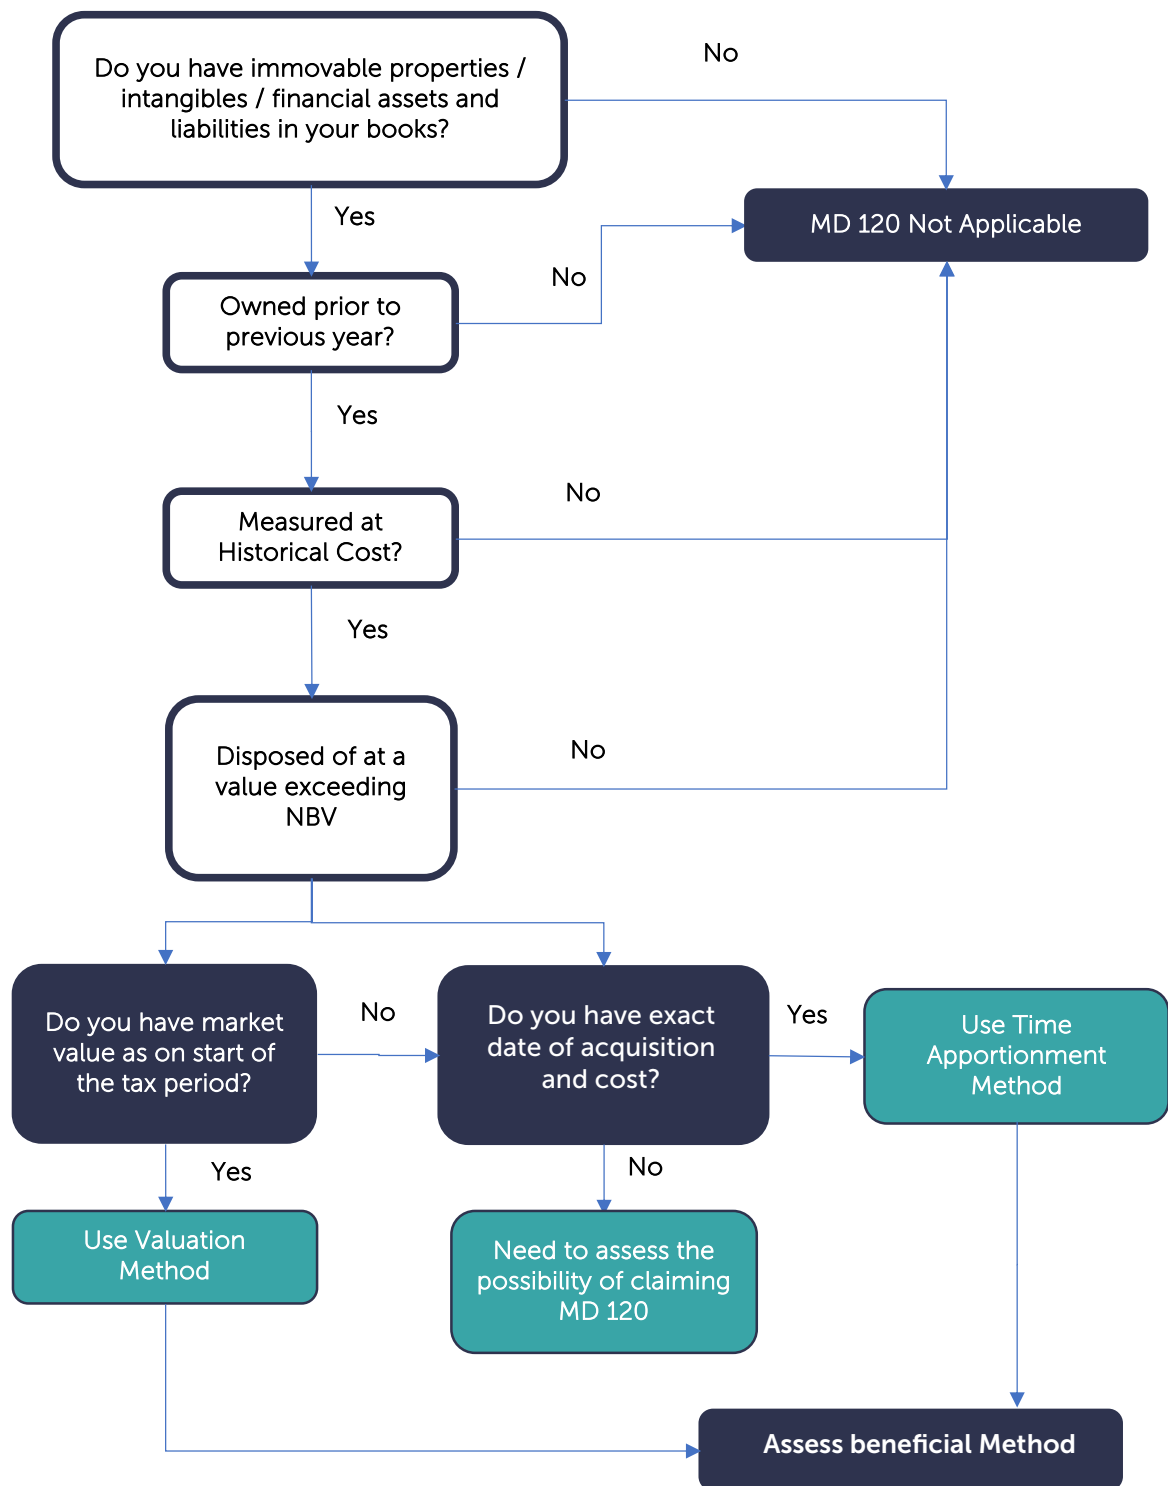 Do you have immovable properties /
intangibles / financial assets and
liabilities in your books?
No
MD 120 Not Applicable
Yes
Owned prior to
previous year?
No
Yes
Measured at
Historical Cost?
No
Yes
Disposed of at a
value exceeding
NBV
No
Do you have market
value as on start of
the tax period?
No
Do you have exact
date of acquisition
and cost?
Yes
Use Time
Apportionment
Method
Yes
No
Use Valuation
Method
Need to assess the
possibility of claiming
MD 120
Assess beneficial Method